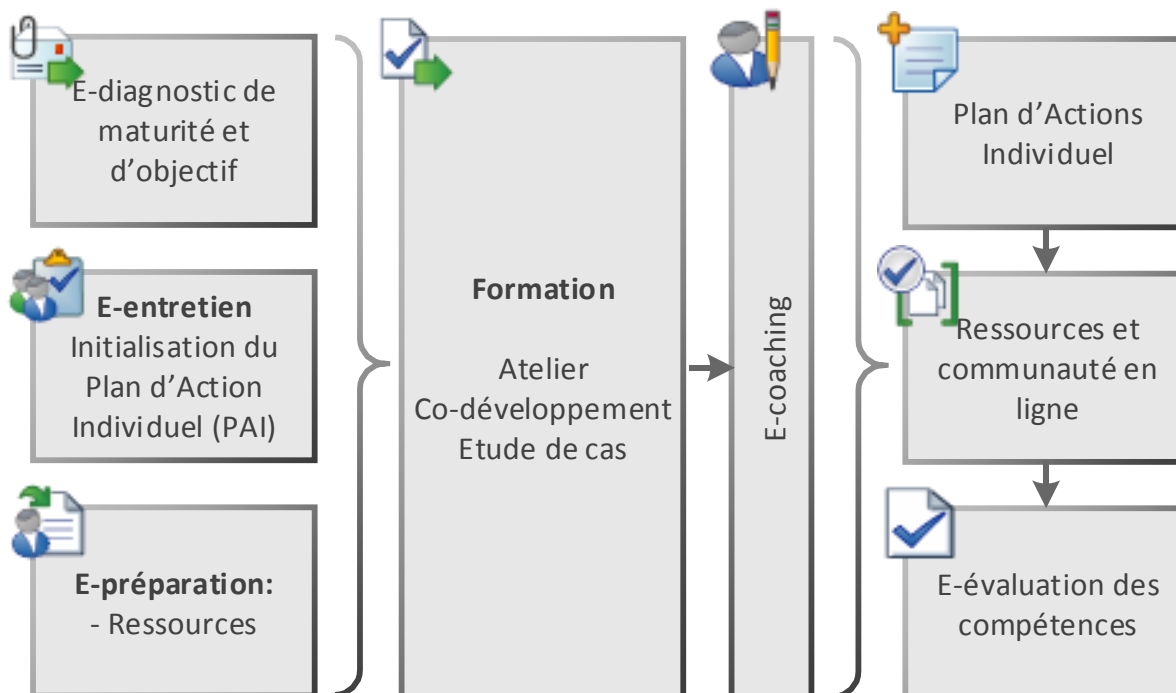 E-diagnostic de
maturité et
d’objectif
E-entretien
Initialisation du
Plan d’Action
Individuel (PAI)
E-préparation:
- Ressources
Formation
Atelier
Co-développement
Etude de cas
E-coaching
Plan d’Actions
Individuel
Ressources et
communauté en
ligne
E-évaluation des
compétences